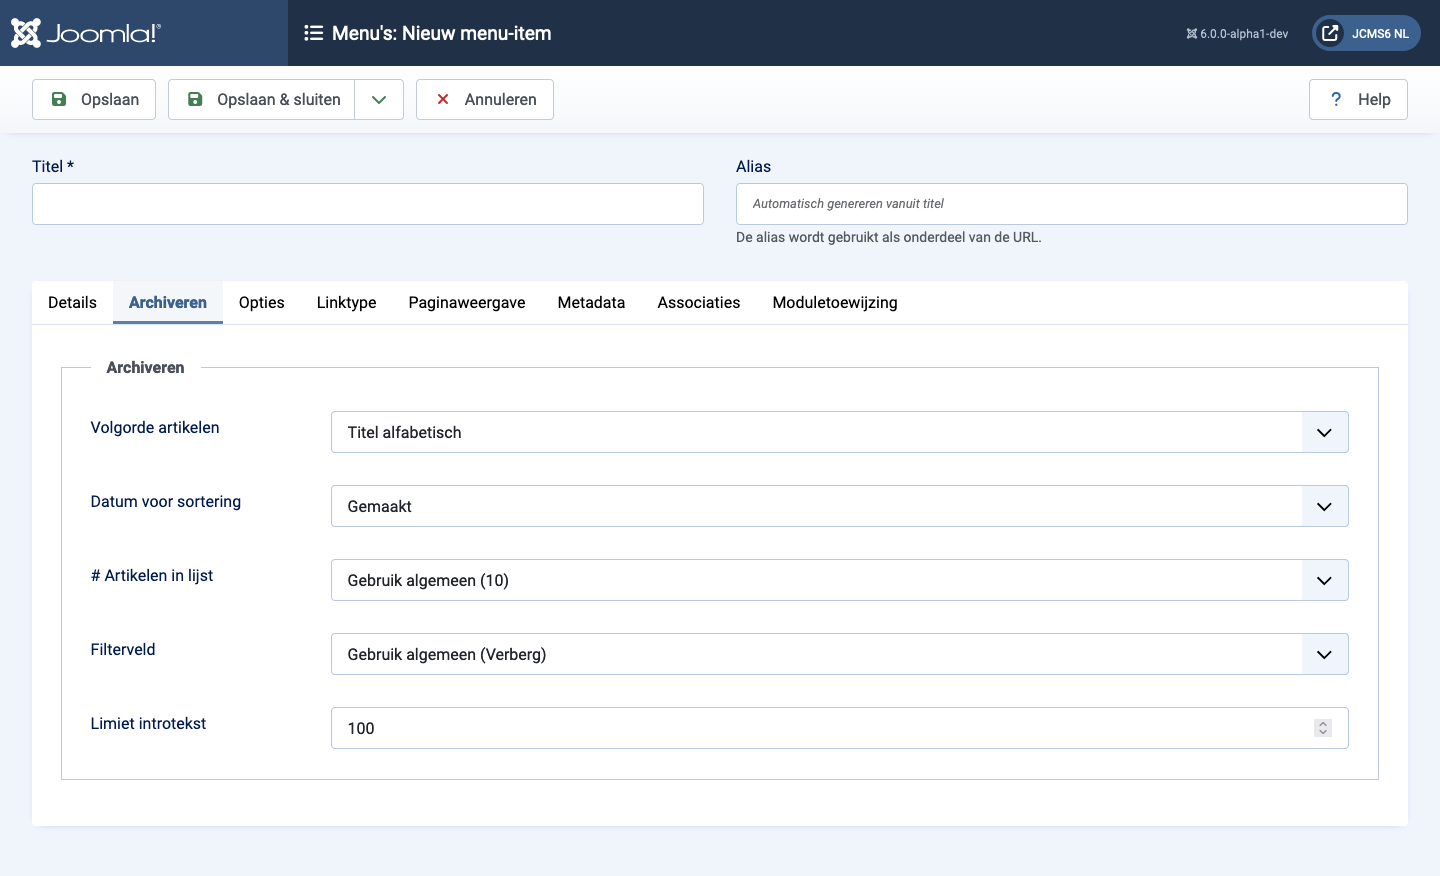 Joomla!®
Menu's: Nieuw menu-item
6.0.0-alpha1-dev
JCMS6 NL
Opslaan
Opslaan & sluiten
Annuleren
? Help
Titel *
Alias
Automatisch genereren vanuit titel
De alias wordt gebruikt als onderdeel van de URL.
Details Archiveren Opties Linktype Paginaweergave Metadata Associaties Moduletoewijzing
Archiveren
Volgorde artikelen
Titel alfabetisch
Datum voor sortering
Gemaakt
# Artikelen in lijst
Gebruik algemeen (10)
Filterveld
Gebruik algemeen (Verberg)
Limiet introtekst
100